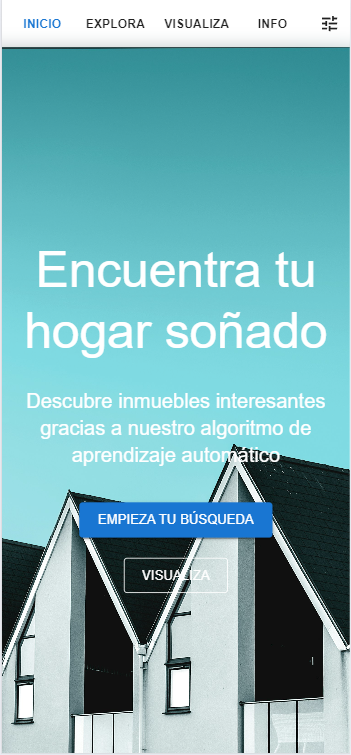 INICIO EXPLORA VISUALIZA INFO
Encuentra tu
hogar soñado
Descubre inmuebles interesantes
gracias a nuestro algoritmo de
aprendizaje automático
EMPIEZA TU BÚSQUEDA
VISUALIZA